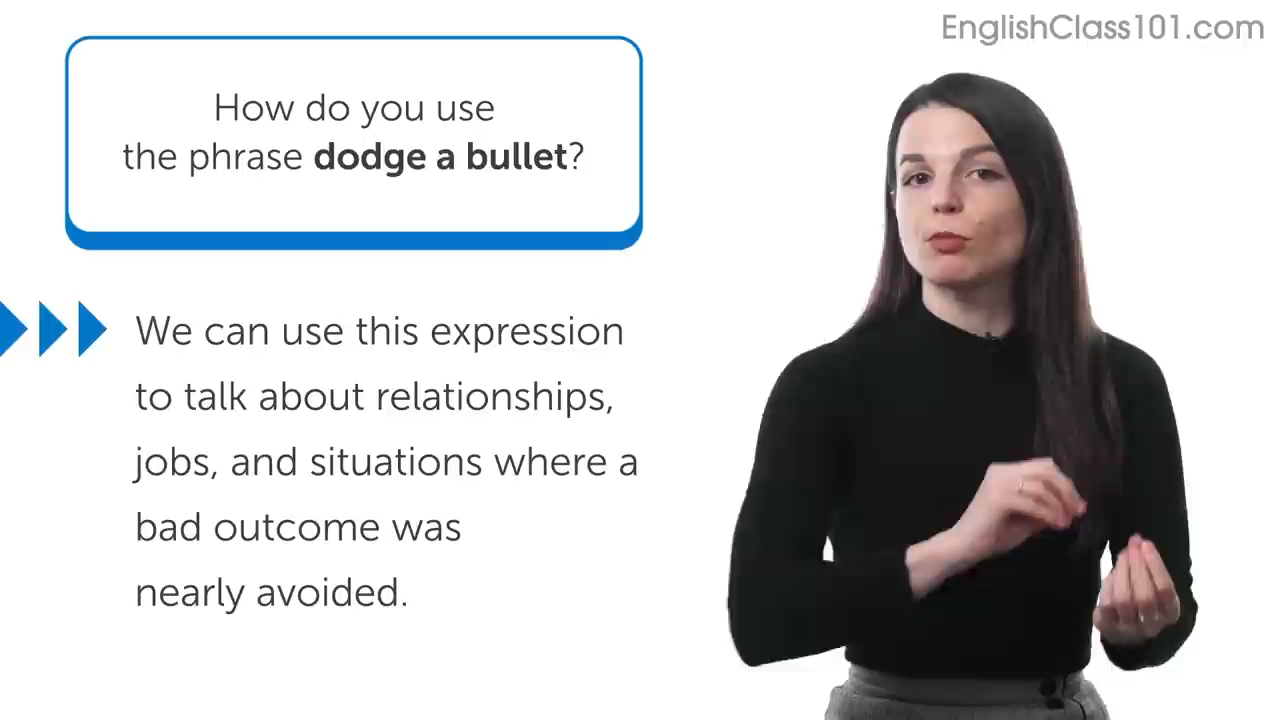 EnglishClass101.com
How do you use
the phrase dodge a bullet?
We can use this expression
to talk about relationships,
jobs, and situations where a
bad outcome was
nearly avoided.